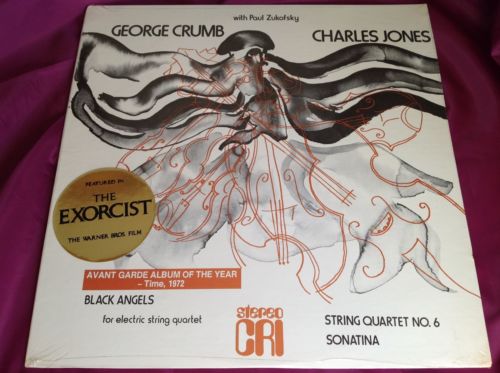 with Paul Zukofsky
GEORGE CRUMB
CHARLES JONES
FEATURED IN
THE
EXORCIST
THE WARNER BROS FILM
AVANT GARDE ALBUM OF THE YEAR
– Time, 1972
BLACK ANGELS
for electric string quartet
stereo
CRI
STRING QUARTET NO. 6
SONATINA